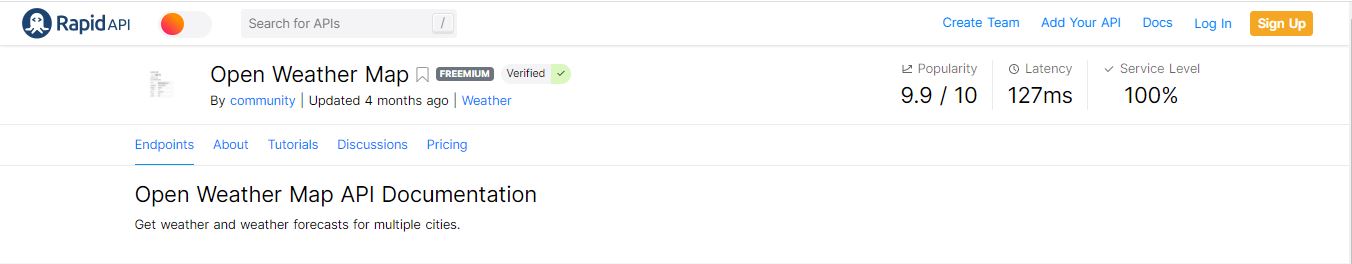 RapidAPI
Search for APIs
/
Create Team
Add Your API
Docs
Log In
Sign Up
Open Weather Map
FREEMIUM
Verified
By community | Updated 4 months ago | Weather
Popularity
9.9 / 10
Latency
127ms
Service Level
100%
Endpoints
About
Tutorials
Discussions
Pricing
Open Weather Map API Documentation
Get weather and weather forecasts for multiple cities.